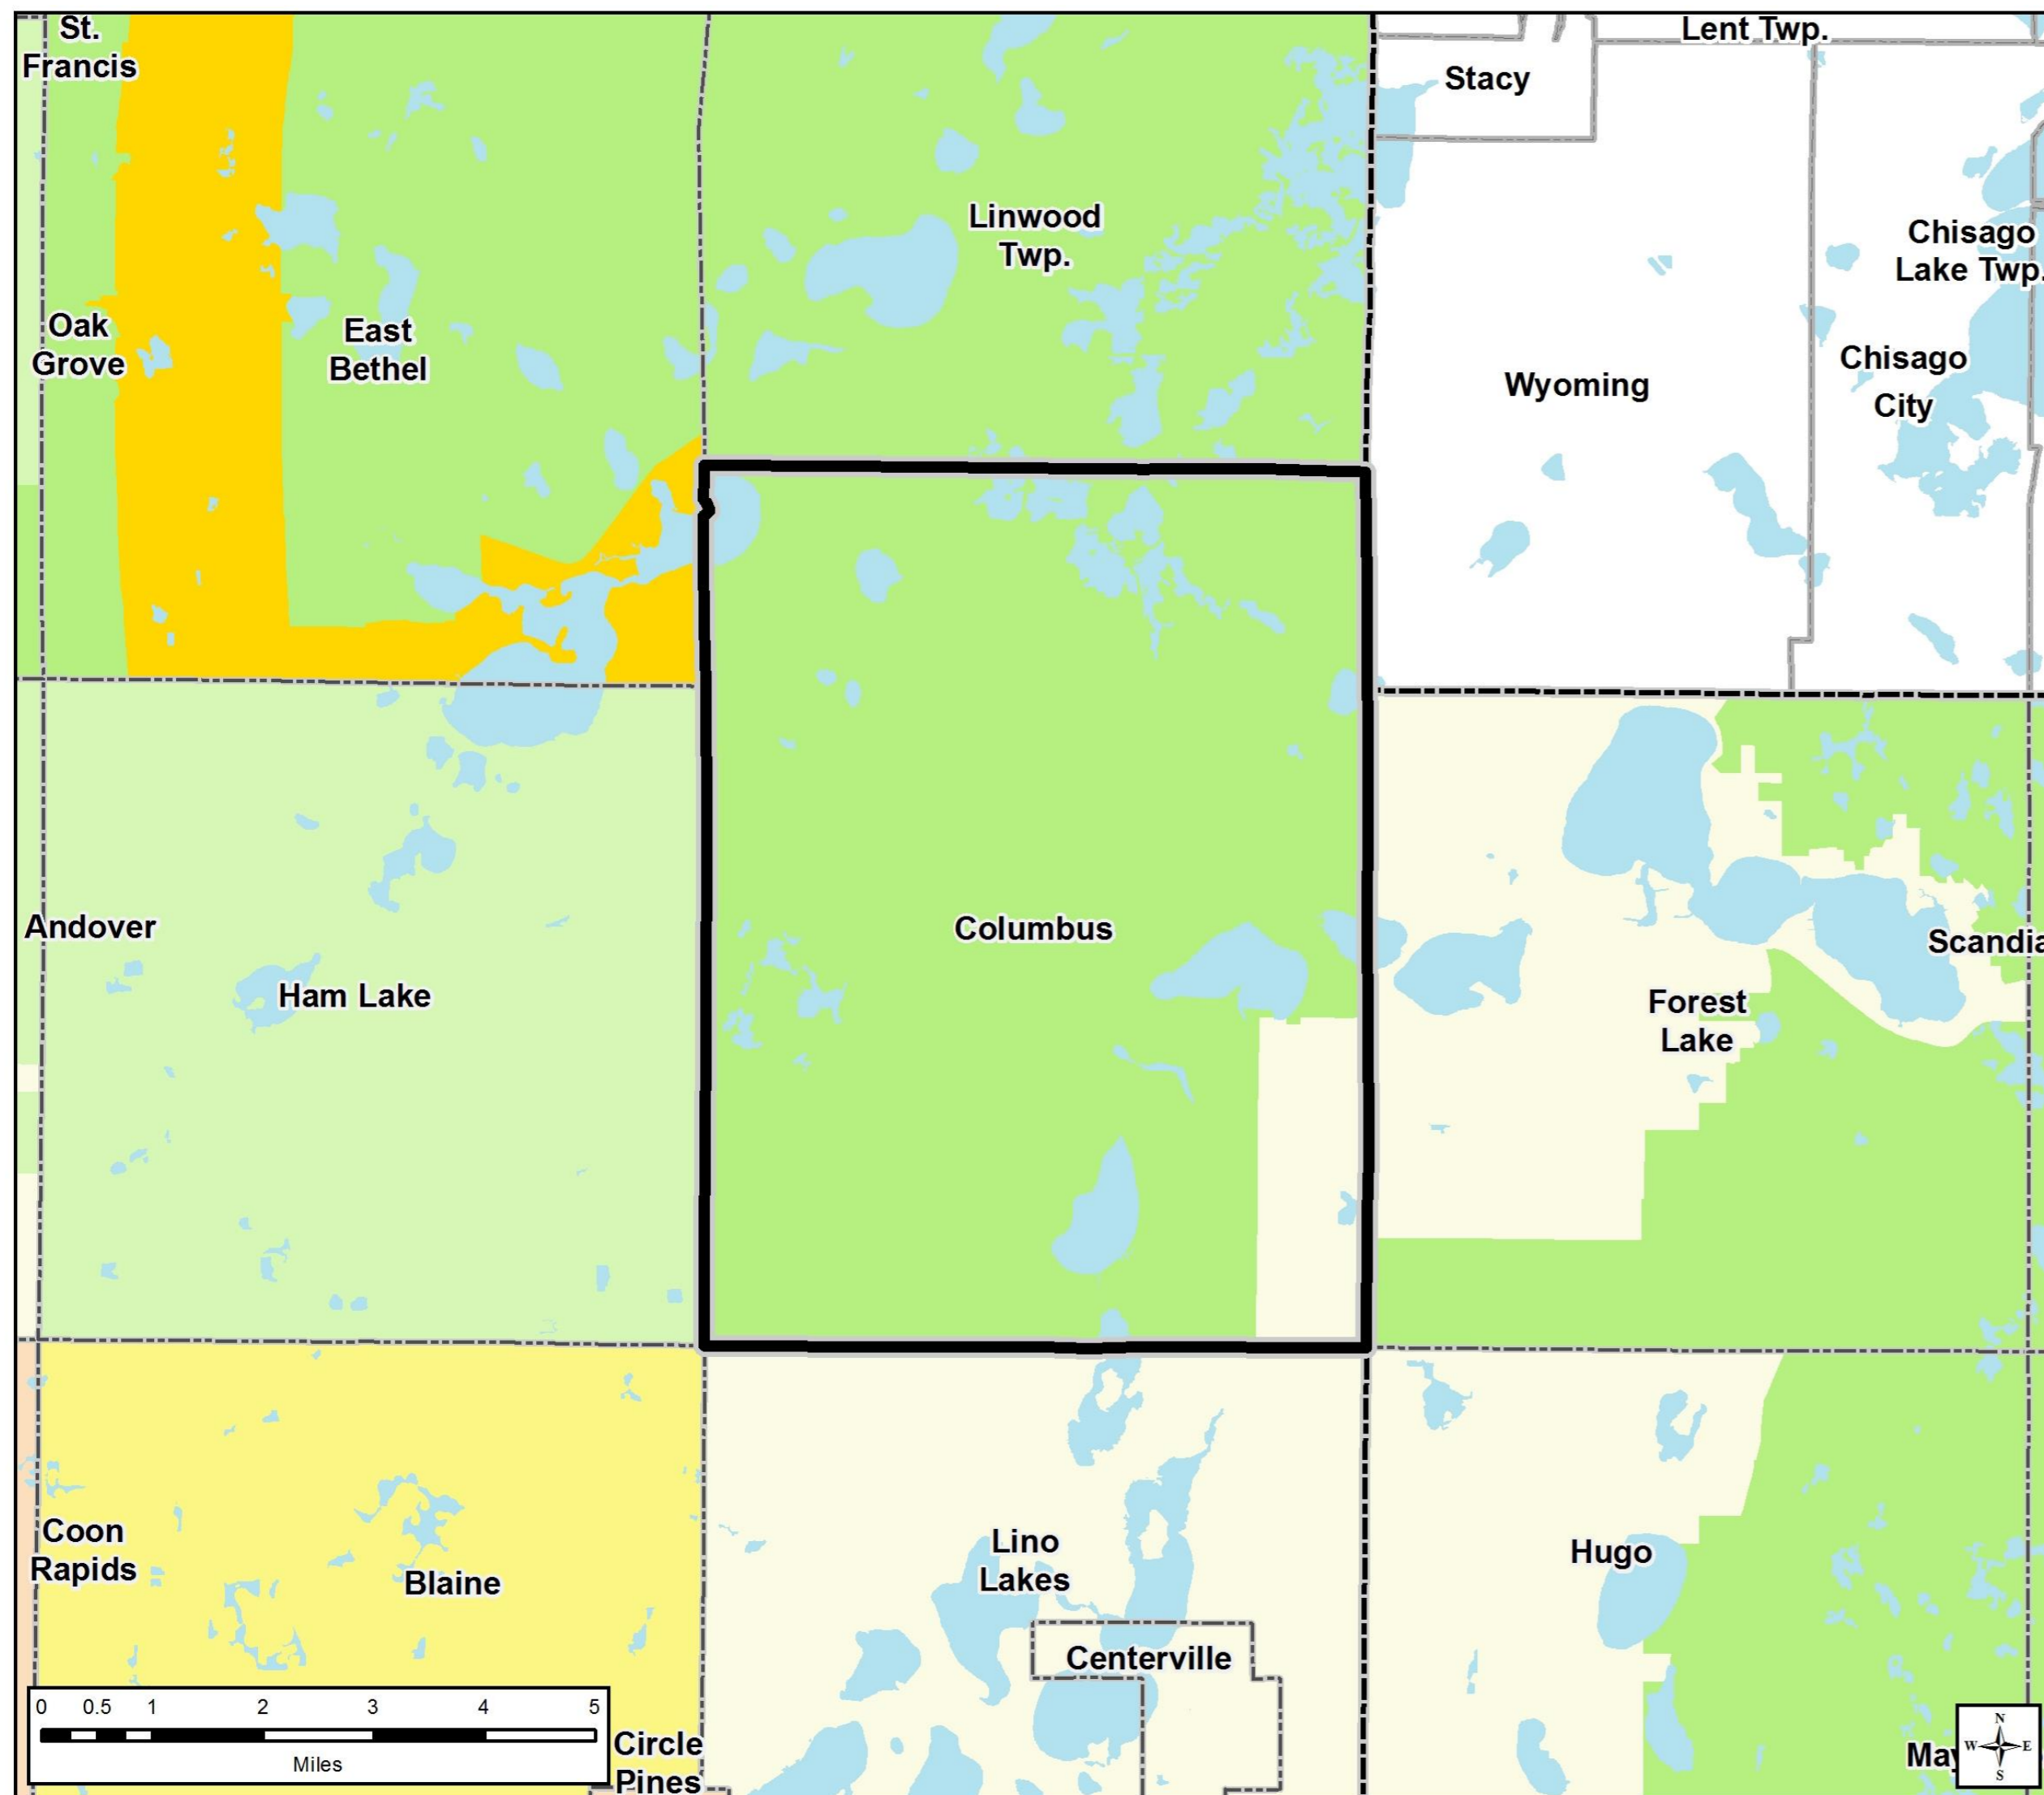 St.
Francis
Lent Twp.
Stacy
Linwood
Twp.
Chisago
Lake Twp.
Oak
Grove
East
Bethel
Wyoming
Chisago
City
Andover
Ham Lake
Columbus
Scandia
Forest
Lake
Coon
Rapids
Blaine
Lino
Lakes
Hugo
Centerville
0 0.5 1 2 3 4 5
Miles
Circle
Pines
May
N
W E
S